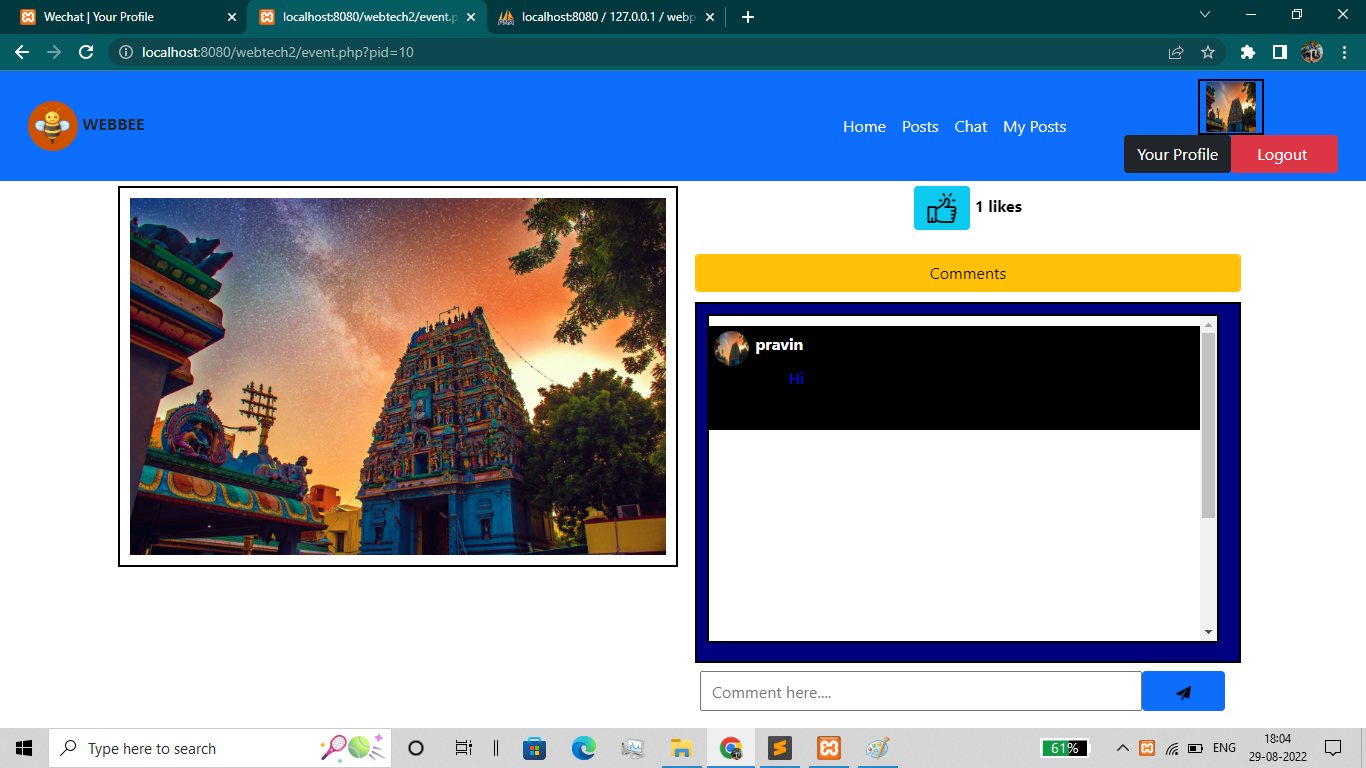 Wechat | Your Profile
localhost:8080/webtech2/event.p
localhost:8080 / 127.0.0.1 / webp
localhost:8080/webtech2/event.php?pid=10
WEBBEE
Home Posts Chat My Posts
Your Profile Logout
1 likes
Comments
pravin
Hi
Comment here....
Type here to search
61%
ENG
18:04
29-08-2022